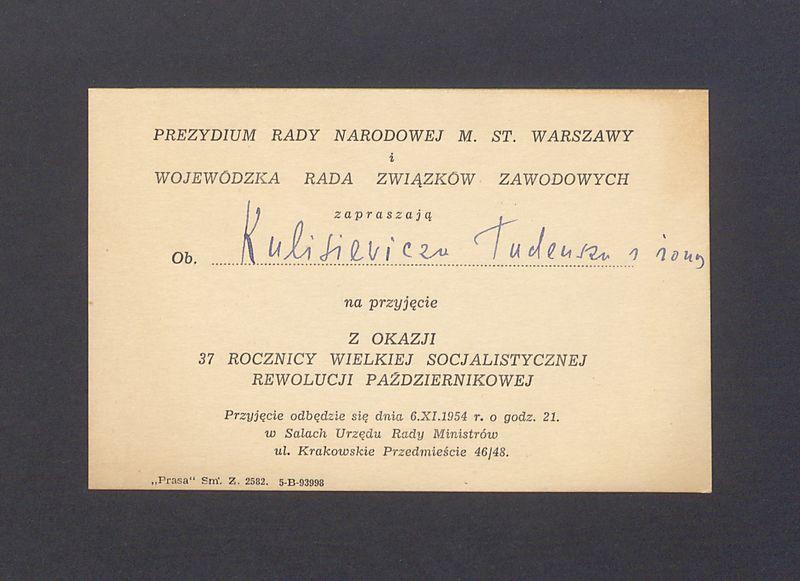 PREZYDIUM RADY NARODOWEJ M. ST. WARSZAWY
i
WOJEWÓDZKA RADA ZWIĄZKÓW ZAWODOWYCH
zapraszają
Ob. Kulisiewicza Tadeusza z żoną
na przyjęcie
Z OKAZJI
37 ROCZNICY WIELKIEJ SOCJALISTYCZNEJ
REWOLUCJI PAŹDZIERNIKOWEJ
Przyjęcie odbędzie się dnia 6.XI.1954 r. o godz. 21.
w Salach Urzędu Rady Ministrów
ul. Krakowskie Przedmieście 46/48.
„Prasa" Sm. Z. 2582. 5-B-93998